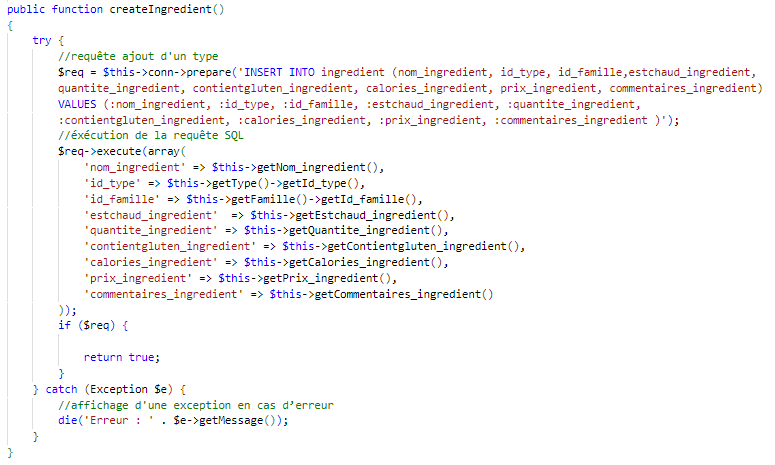 public function createIngredient()
{
try {
//requête ajout d'un type
$req = $this->conn->prepare('INSERT INTO ingredient (nom_ingredient, id_type, id_famille,estchaud_ingredient,
quantite_ingredient, contientgluten_ingredient, calories_ingredient, prix_ingredient, commentaires_ingredient)
VALUES (:nom_ingredient, :id_type, :id_famille, :estchaud_ingredient, :quantite_ingredient,
:contientgluten_ingredient, :calories_ingredient, :prix_ingredient, :commentaires_ingredient )');
//éxécution de la requête SQL
$req->execute(array(
'nom_ingredient' => $this->getNom_ingredient(),
'id_type' => $this->getType()->getId_type(),
'id_famille' => $this->getFamille()->getId_famille(),
'estchaud_ingredient'  => $this->getEstchaud_ingredient(),
'quantite_ingredient' => $this->getQuantite_ingredient(),
'contientgluten_ingredient' => $this->getContientgluten_ingredient(),
'calories_ingredient' => $this->getCalories_ingredient(),
'prix_ingredient' => $this->getPrix_ingredient(),
'commentaires_ingredient' => $this->getCommentaires_ingredient()
));
if ($req) {
return true;
}
} catch (Exception $e) {
//affichage d'une exception en cas d’erreur
die('Erreur : ' . $e->getMessage());
}
}